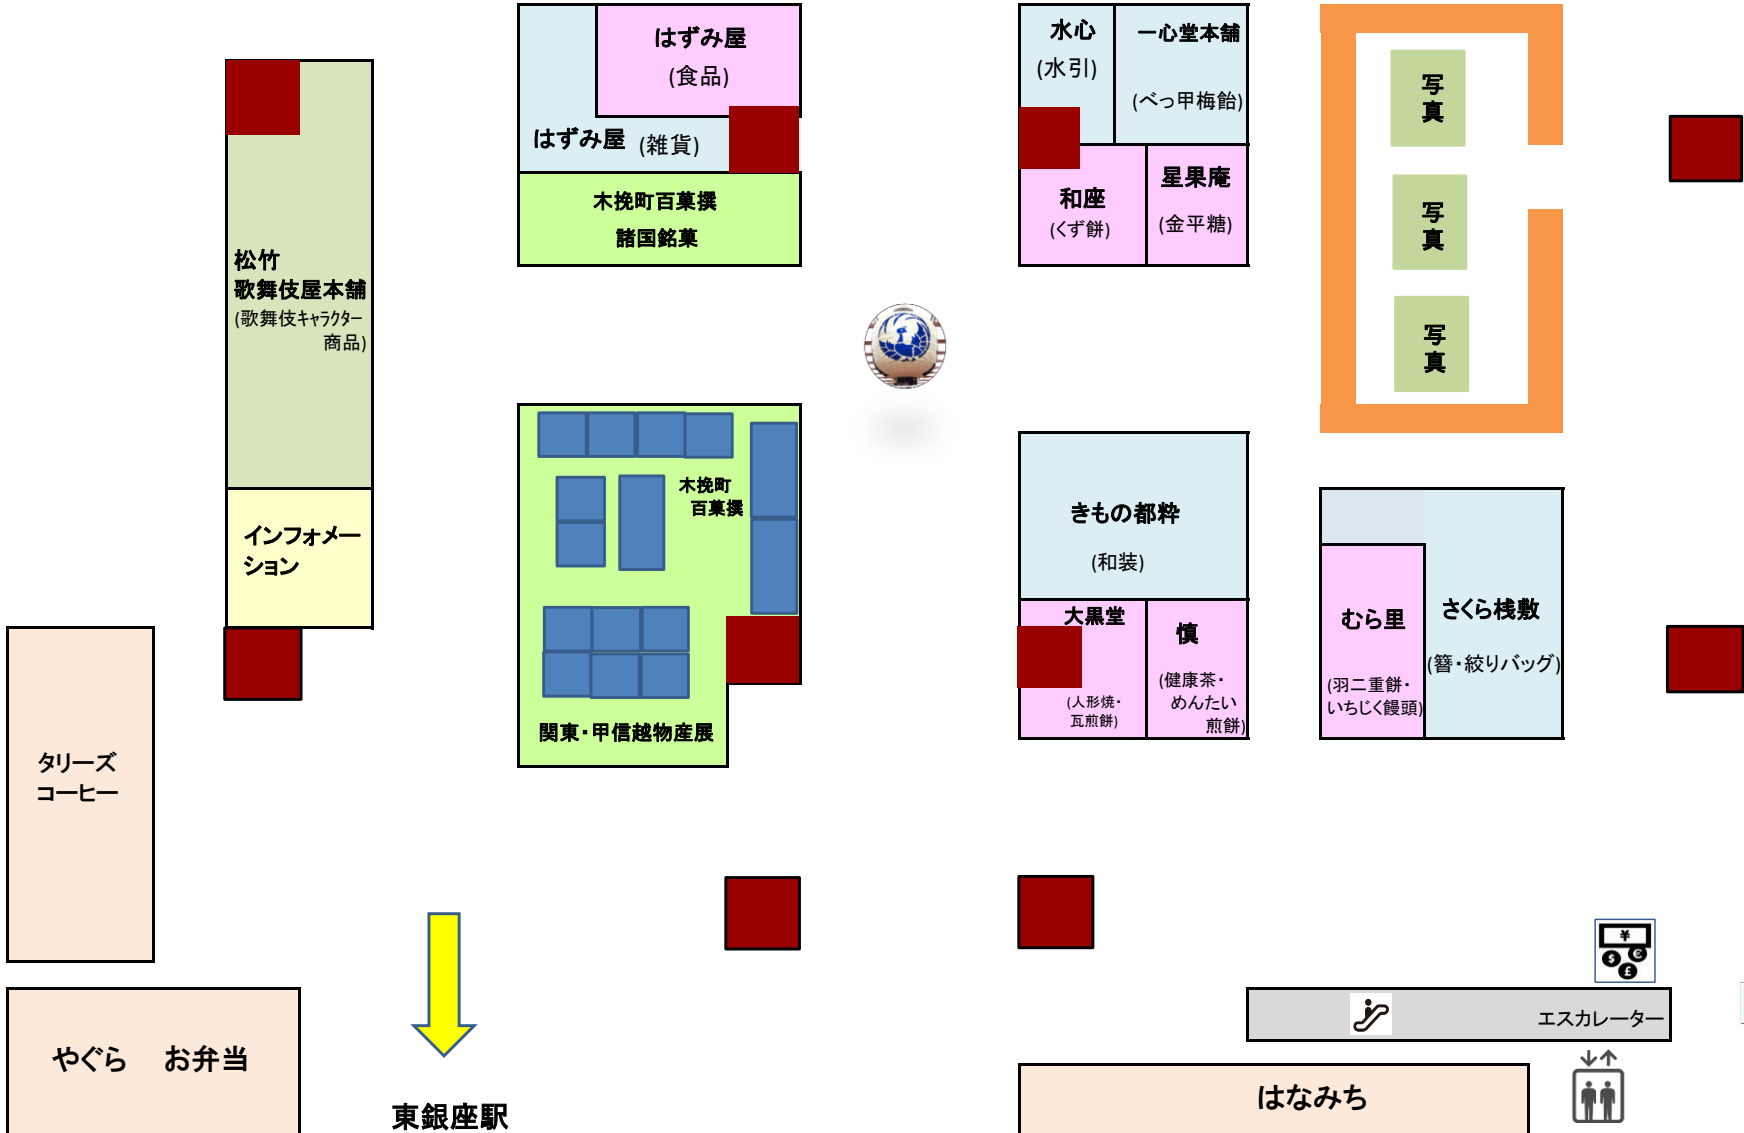 はずみ屋
(食品)
はずみ屋 (雑貨)
木挽町百菓撰
諸国銘菓
水心
(水引)
一心堂本舗
(べっ甲梅飴)
和座
(くず餅)
星果庵
(金平糖)
写
真
写
真
写
真
松竹
歌舞伎屋本舗
(歌舞伎キャラクター
商品)
インフォメー
ション
木挽町
百菓撰
関東・甲信越物産展
きもの都粋
(和装)
大黒堂
(人形焼・
瓦煎餅)
慎
(健康茶・
めんたい
煎餅)
むら里
(羽二重餅・
いちじく饅頭)
さくら桟敷
(簪・絞りバッグ)
タリーズ
コーヒー
やぐら お弁当
東銀座駅
¥
$ € £
エスカレーター
はなみち